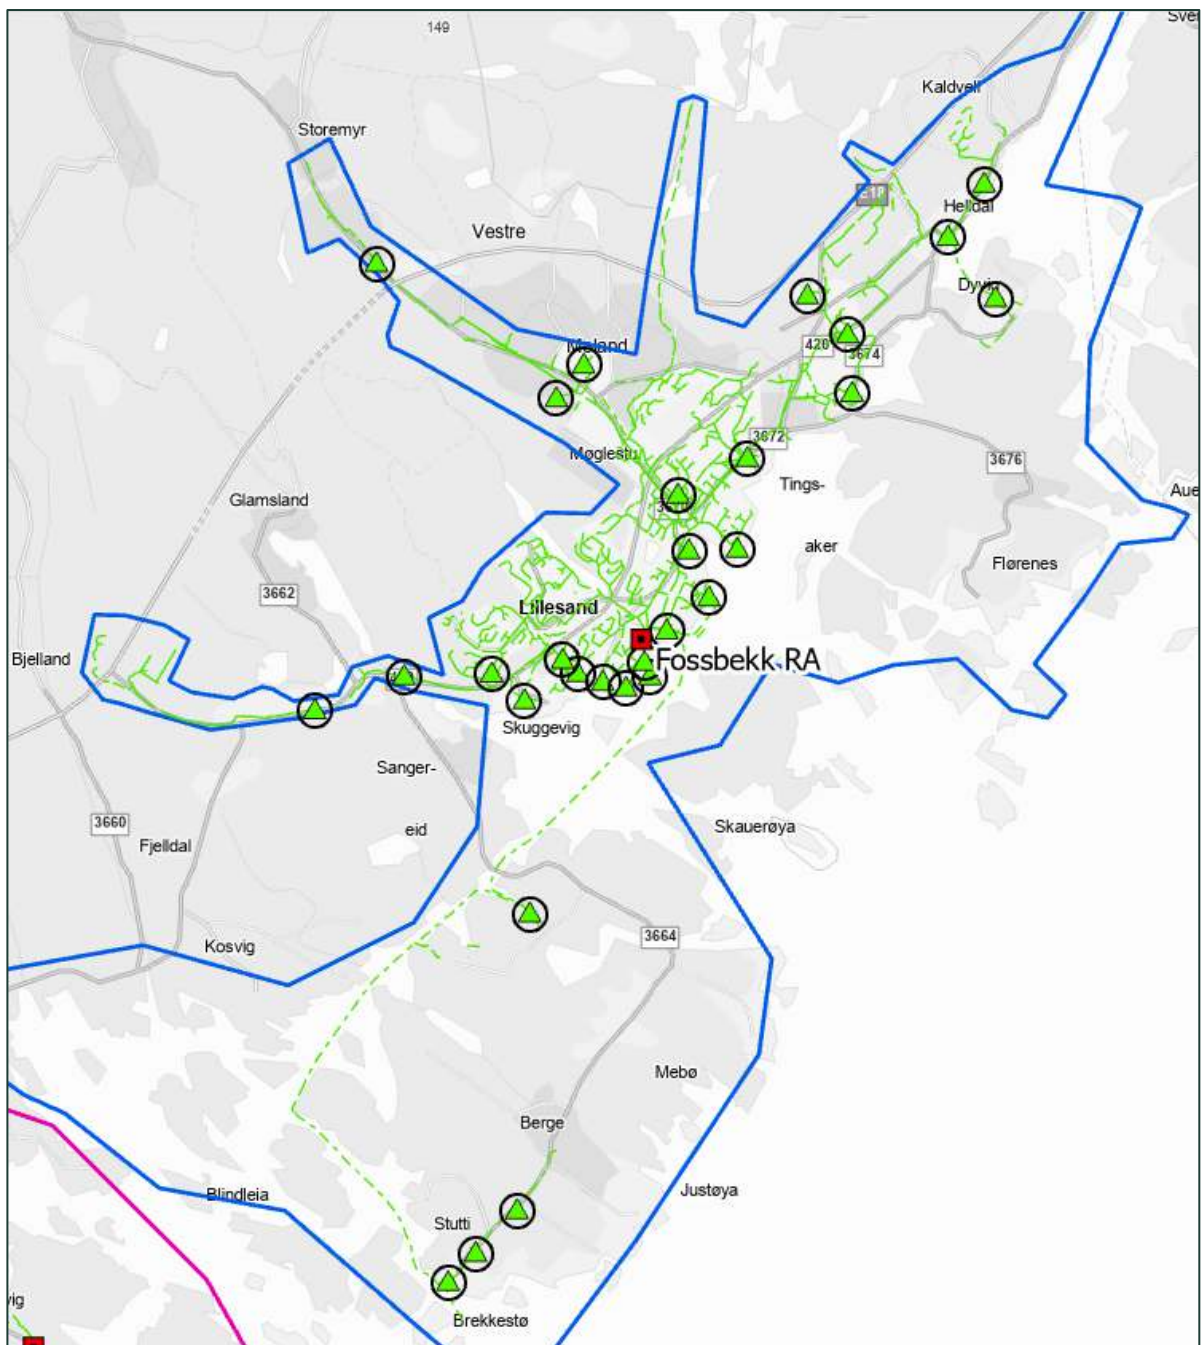 149
Sve
Kaldvell
Storemyr
E18
Helldal
Vestre
Dyvig
420
3674
Møland
3672
Møglestu
3676
Tings-
Glamsland
Aue
aker
Flørenes
3662
Lillesand
Bjelland
Fossbekk RA
Skuggevig
Sanger-
3660
eid
Skauerøya
Fjelldal
3664
Kosvig
Mebø
Berge
Blindleia
Justøya
Stutti
vig
Brekkestø